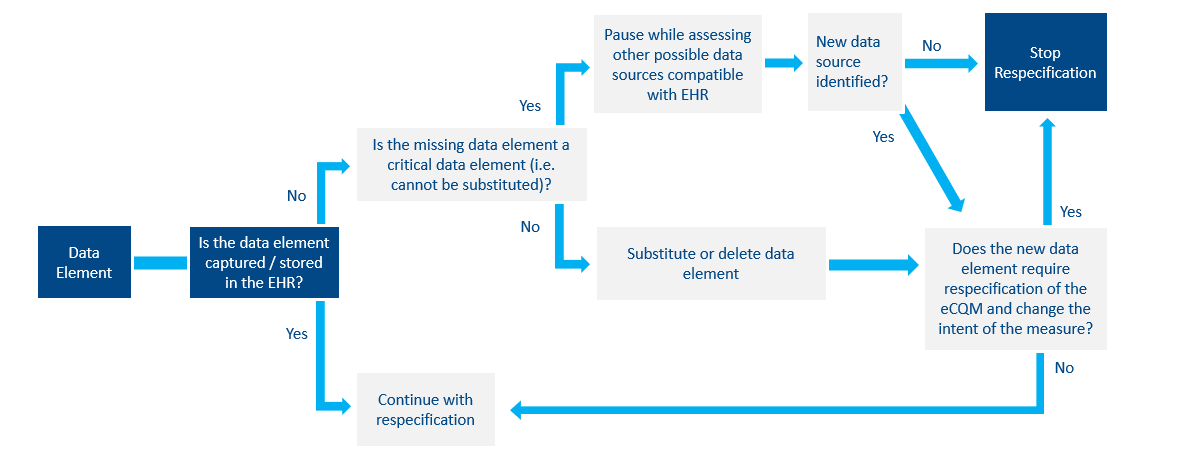 Data
Element
Is the data element
captured / stored
in the EHR?
No
Yes
Is the missing data element a
critical data element (i.e.
cannot be substituted)?
Yes
No
Pause while assessing
other possible data
sources compatible
with EHR
New data
source
identified?
No
Yes
Stop
Respecification
Substitute or delete data
element
Does the new data
element require
respecification of the
eCQM and change the
intent of the measure?
Yes
No
Continue with
respecification